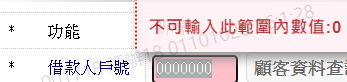 不可輸入此範圍內數值:0
* 功能
* 借款人戶號 0000000 顧客資料查